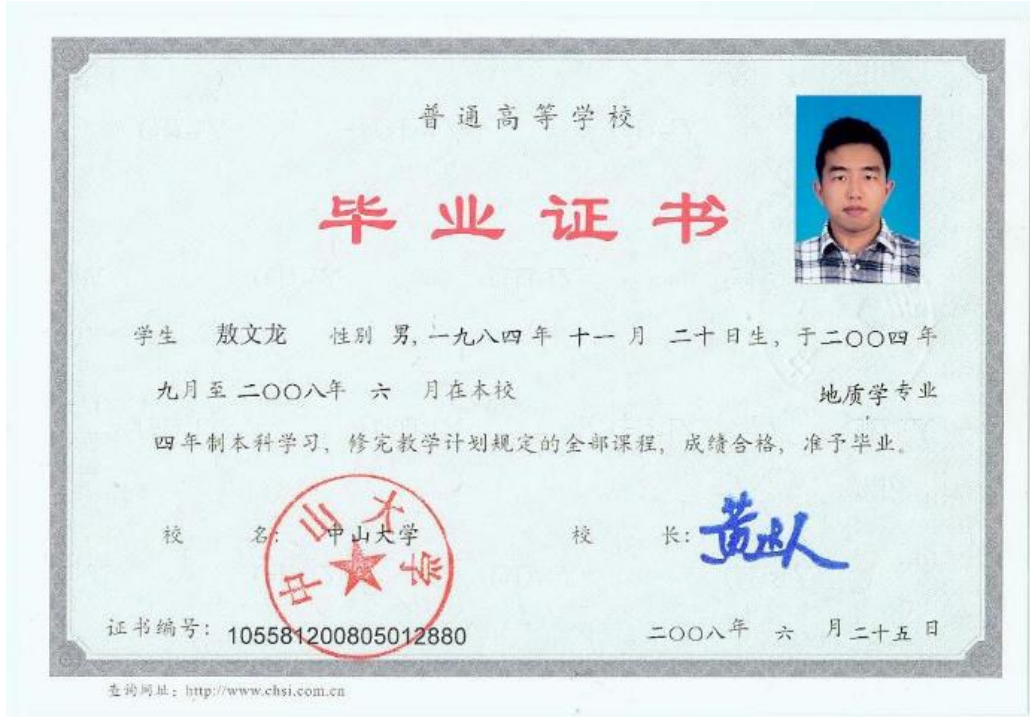 普通高等学校
毕业证书
学生 敖文龙 性别 男, 一九八四年 十一 月 二十日生, 于二〇〇四年
九月至二〇〇八年 六 月在本校 地质学专业
四年制本科学习, 修完教学计划规定的全部课程, 成绩合格, 准予毕业。
校 名: 中山大学 校 长: 黄达人
中山大学
证书编号: 105581200805012880 二〇〇八年 六 月二十五日
查询网址: http://www.chsi.com.cn